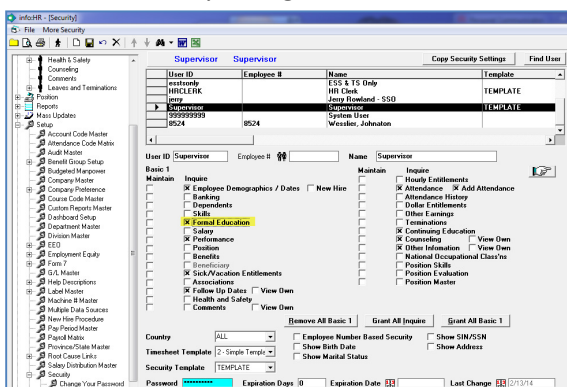 info:HR - [Security]
File More Security
Supervisor Supervisor Copy Security Settings Find User
User ID Employee # Name Template
esstsonly ESS & TS Only
HRCLERK HR Clerk TEMPLATE
jerry Jerry Rowland - SSO
Supervisor Supervisor TEMPLATE
999999999 System User
8524 8524 Wesslier, Johnaton
Health & Safety
Counseling
Comments
Leaves and Terminations
Position
Reports
Mass Updates
Setup
Account Code Master
Attendance Code Matrix
Audit Master
Benefit Group Setup
Budgeted Manpower
Company Master
Company Preference
Course Code Master
Custom Reports Master
Dashboard Setup
Department Master
Division Master
EEO
Employment Equity
Form 7
G/L Master
Help Descriptions
Label Master
Machine # Master
Multiple Data Sources
New Hire Procedure
Pay Period Master
Payroll Matrix
Province/State Master
Root Cause Links
Salary Distribution Master
Security
Change Your Password
User ID Supervisor Employee # Name Supervisor
Basic 1
Maintain Inquire
Employee Demographics / Dates New Hire
Banking
Dependents
Skills
Formal Education
Salary
Performance
Position
Benefits
Beneficiary
Sick/Vacation Entitlements
Associations
Follow Up Dates View Own
Health and Safety
Comments View Own
Maintain Inquire
Hourly Entitlements
Attendance Add Attendance
Attendance History
Dollar Entitlements
Other Earnings
Terminations
Continuing Education
Counseling View Own
Other Infomation View Own
National Occupational Class'ns
Position Skills
Position Evaluation
Position Master
Remove All Basic 1 Grant All Inquire Grant All Basic 1
Country ALL Employee Number Based Security Show SIN/SSN
Show Birth Date Show Address
Timesheet Template 2 - Simple Temple Show Marital Status
Security Template TEMPLATE
Password ********** Expiration Days 0 Expiration Date Last Change 2/13/14